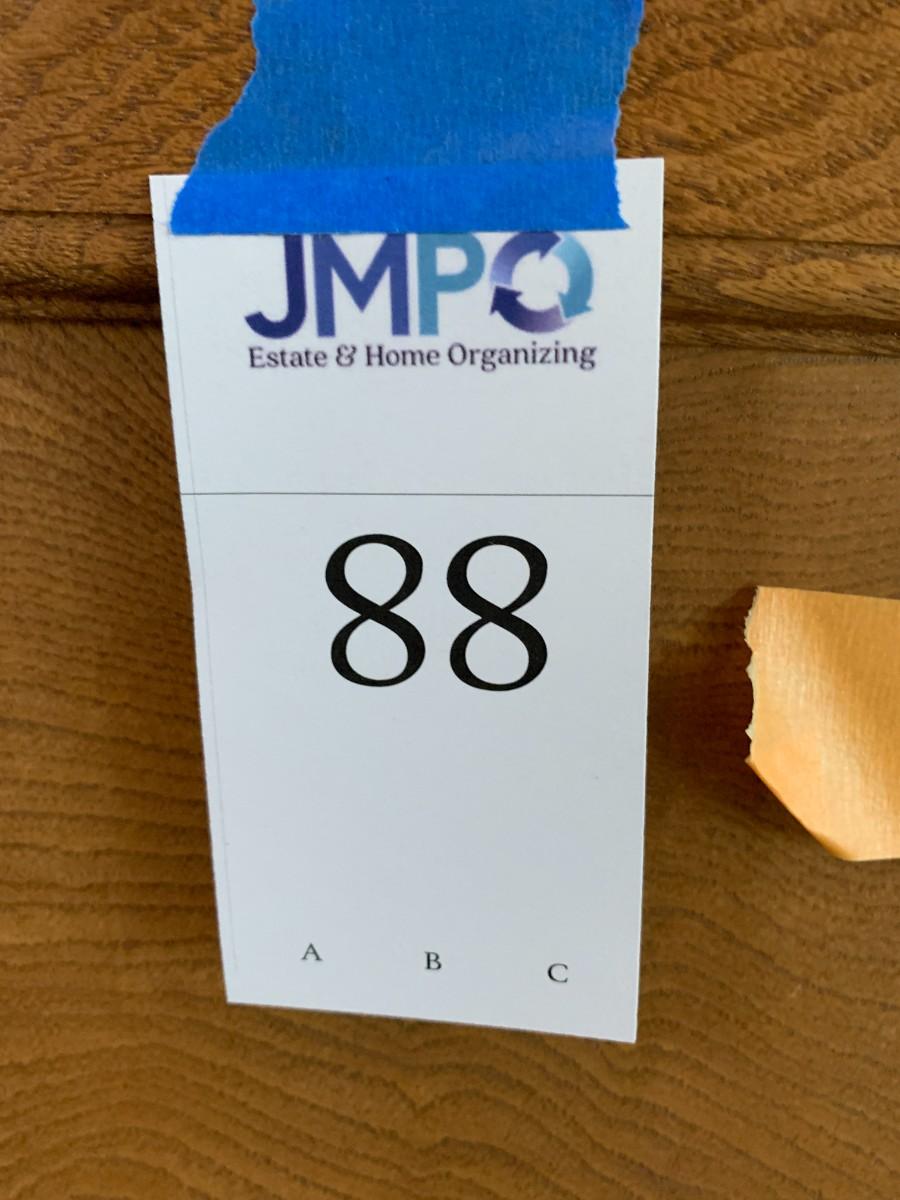 JMPO
Estate & Home Organizing
88
A B C